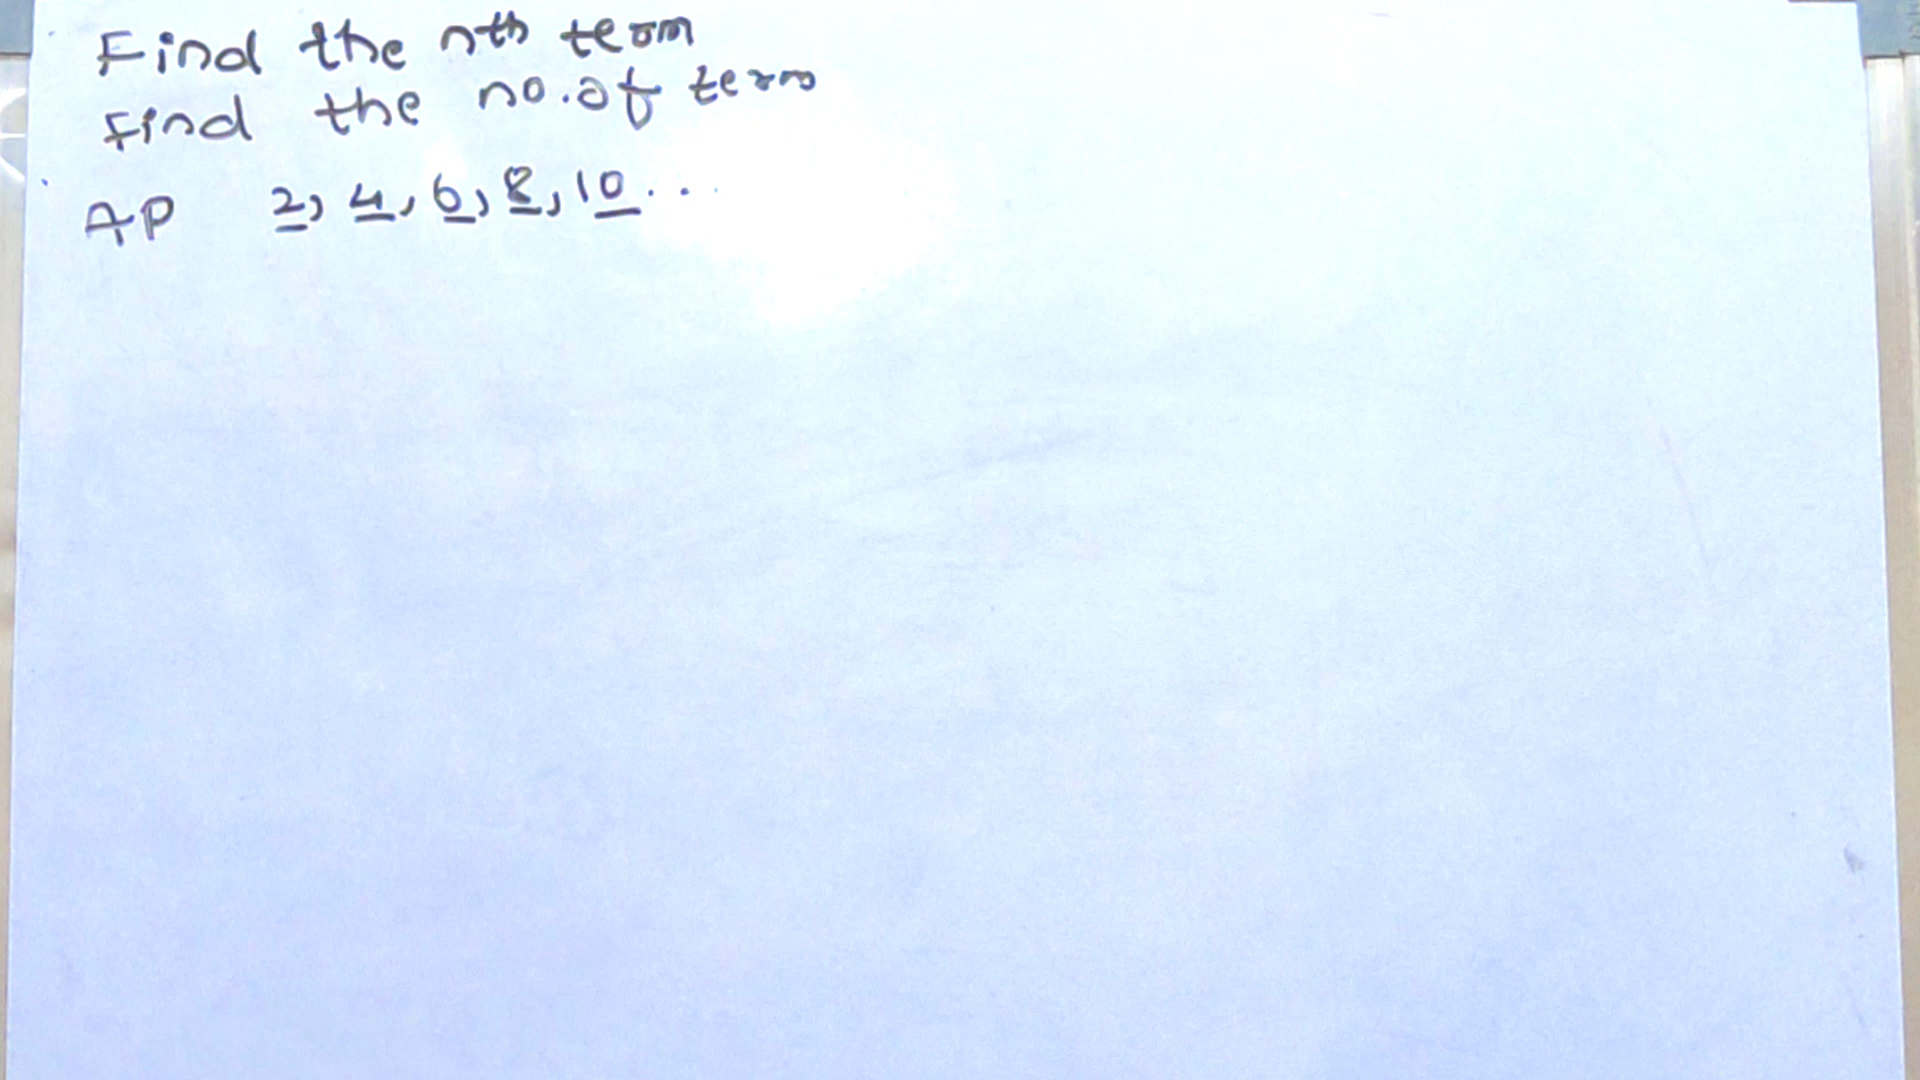 Find the nth term
Find the no.of term
AP 2, 4, 6, 8, 10...